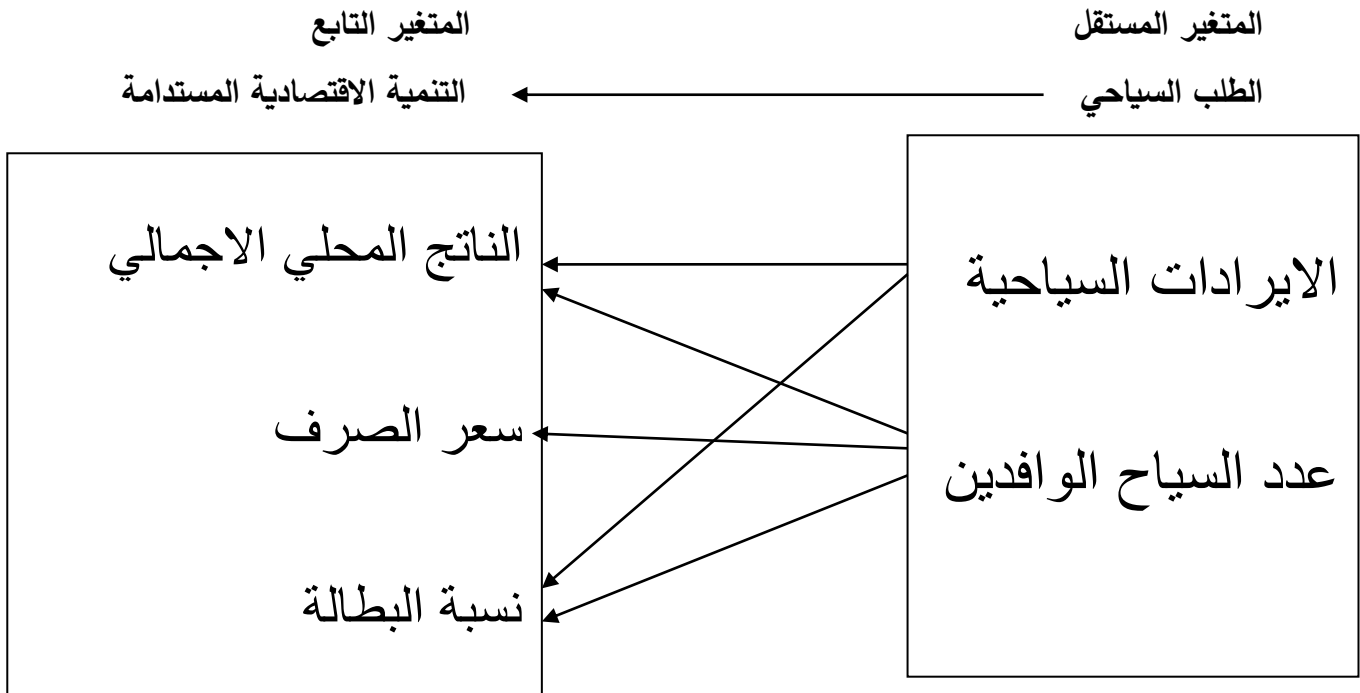 المتغير المستقل
المتغير التابع
الطلب السياحي
التنمية الاقتصادية المستدامة
الايرادات السياحية
عدد السياح الوافدين
الناتج المحلي الاجمالي
سعر الصرف
نسبة البطالة